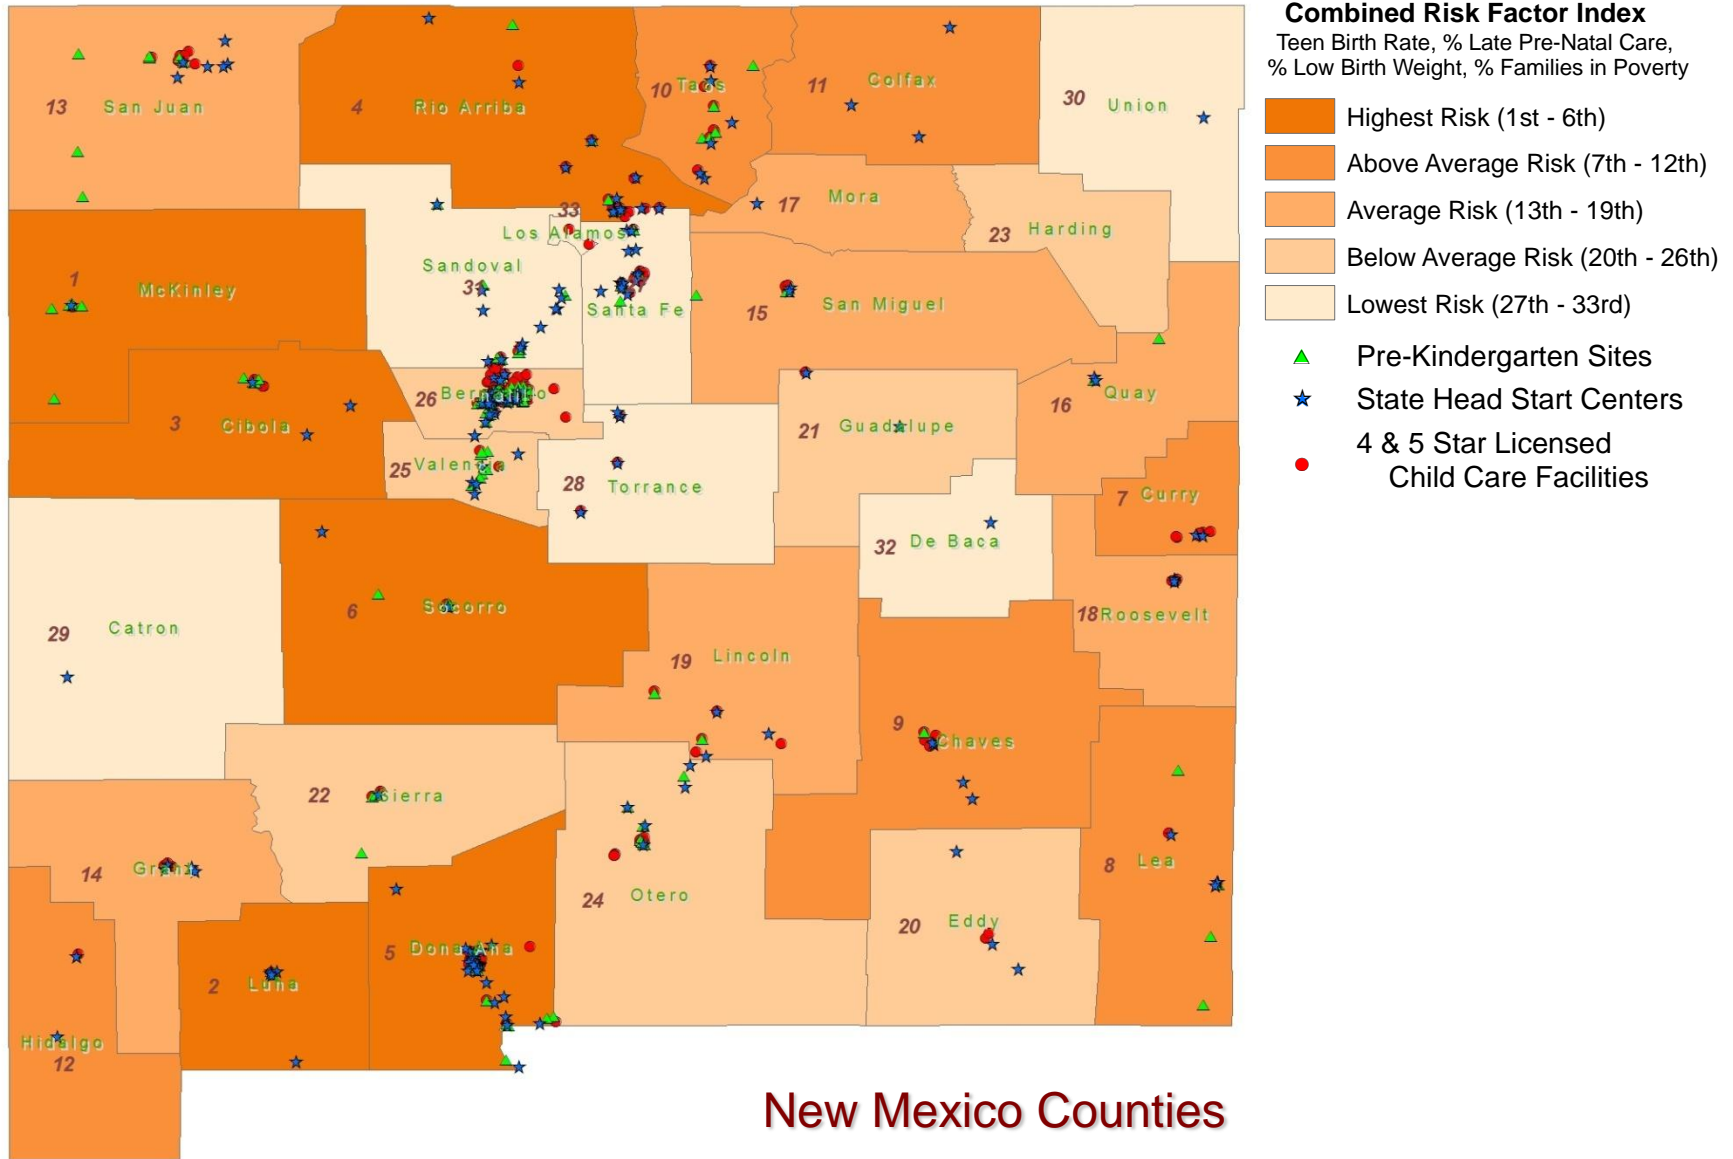 Combined Risk Factor Index
Teen Birth Rate, % Late Pre-Natal Care,
% Low Birth Weight, % Families in Poverty
Highest Risk (1st - 6th)
Above Average Risk (7th - 12th)
Average Risk (13th - 19th)
Below Average Risk (20th - 26th)
Lowest Risk (27th - 33rd)
Pre-Kindergarten Sites
State Head Start Centers
4 & 5 Star Licensed
Child Care Facilities
13 San Juan
4 Rio Arriba
10 Taos
11 Colfax
30 Union
17 Mora
33
Los Alamos
23 Harding
1 McKinley
Sandoval
Santa Fe
15 San Miguel
26 Bernalillo
16 Quay
3 Cibola
21 Guadalupe
25 Valencia
28 Torrance
7 Curry
32 De Baca
6 Socorro
18 Roosevelt
29 Catron
19 Lincoln
9 Chaves
22 Sierra
14 Grant
8 Lea
24 Otero
20 Eddy
5 Dona Ana
2 Luna
Hidalgo
12
New Mexico Counties